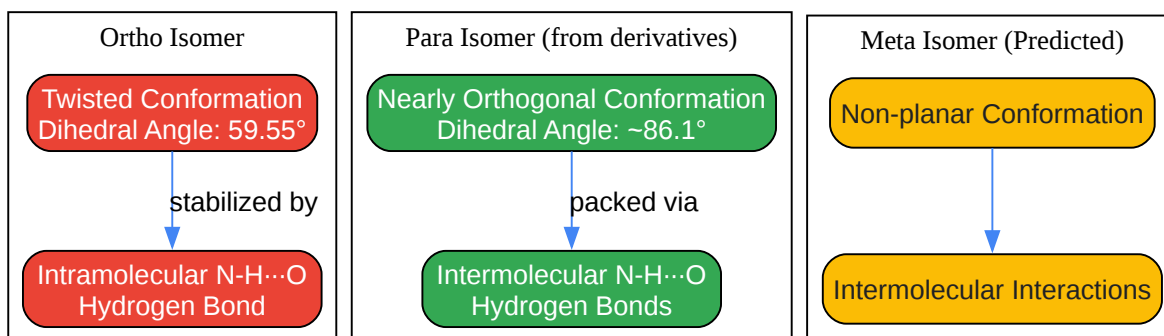 Ortho Isomer
Twisted Conformation
Dihedral Angle: 59.55°
stabilized by
Intramolecular N-H···O
Hydrogen Bond
Para Isomer (from derivatives)
Nearly Orthogonal Conformation
Dihedral Angle: ~86.1°
packed via
Intermolecular N-H···O
Hydrogen Bonds
Meta Isomer (Predicted)
Non-planar Conformation
Intermolecular Interactions